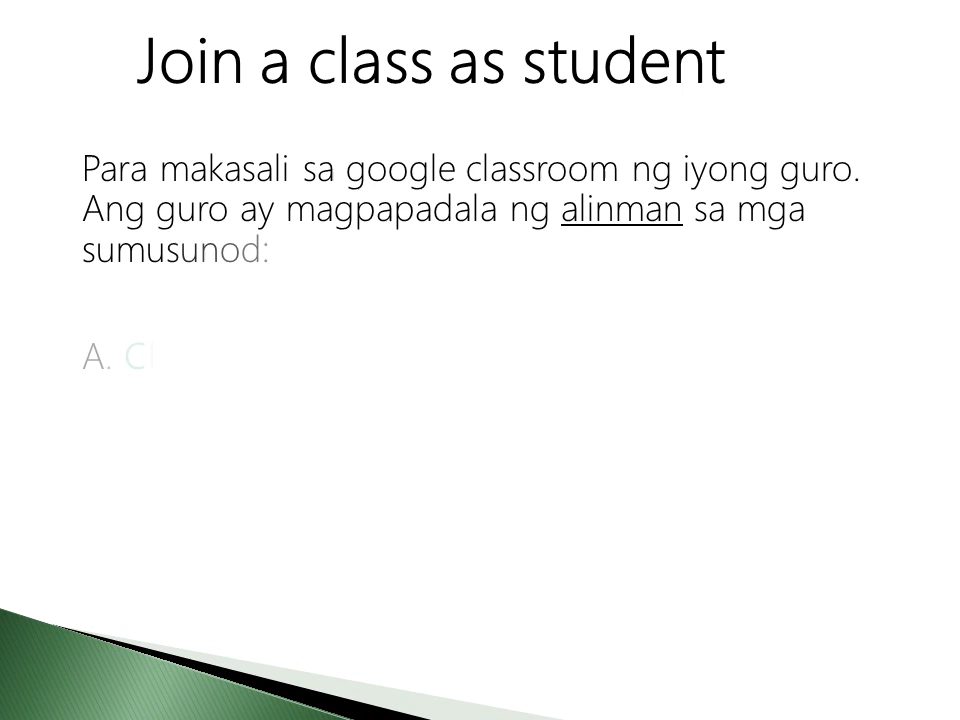 Join a class as student
Para makasali sa google classroom ng iyong guro.
Ang guro ay magpapadala ng alinman sa mga
sumusunod:
A.